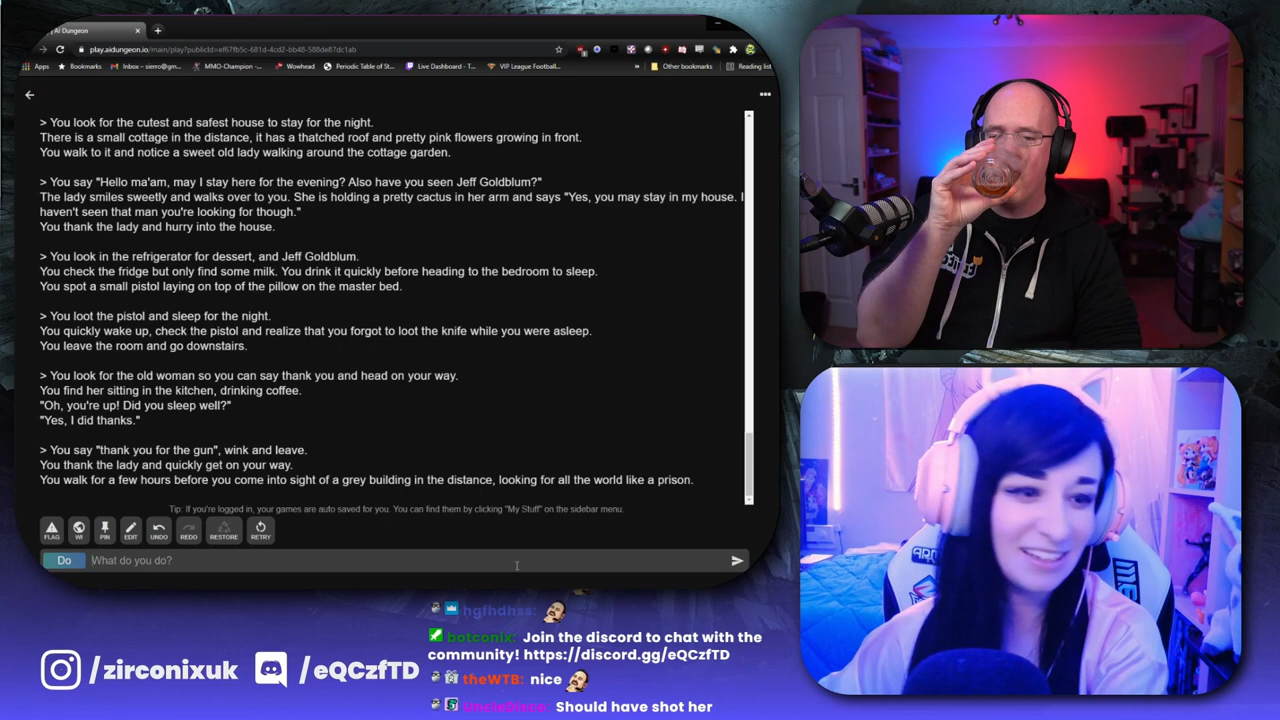 AI Dungeon
play.aidungeon.io/main/play?publicId=ef67fb5c-681d-4cd2-bb48-588de87dc1ab
Apps Bookmarks Inbox – sierro@gm... MMO-Champion –... Wowhead Periodic Table of St... Live Dashboard - T... VIP League Football... » Other bookmarks Reading list
> You look for the cutest and safest house to stay for the night.
There is a small cottage in the distance, it has a thatched roof and pretty pink flowers growing in front.
You walk to it and notice a sweet old lady walking around the cottage garden.
> You say "Hello ma'am, may I stay here for the evening? Also have you seen Jeff Goldblum?"
The lady smiles sweetly and walks over to you. She is holding a pretty cactus in her arm and says "Yes, you may stay in my house. I
haven't seen that man you're looking for though."
You thank the lady and hurry into the house.
> You look in the refrigerator for dessert, and Jeff Goldblum.
You check the fridge but only find some milk. You drink it quickly before heading to the bedroom to sleep.
You spot a small pistol laying on top of the pillow on the master bed.
> You loot the pistol and sleep for the night.
You quickly wake up, check the pistol and realize that you forgot to loot the knife while you were asleep.
You leave the room and go downstairs.
> You look for the old woman so you can say thank you and head on your way.
You find her sitting in the kitchen, drinking coffee.
"Oh, you're up! Did you sleep well?"
"Yes, I did thanks."
> You say "thank you for the gun", wink and leave.
You thank the lady and quickly get on your way.
You walk for a few hours before you come into sight of a grey building in the distance, looking for all the world like a prison.
Tip: If you're logged in, your games are auto saved for you. You can find them by clicking "My Stuff" on the sidebar menu.
FLAG WI PIN EDIT UNDO REDO RESTORE RETRY
Do What do you do?
hgfhdhss:
botconix: Join the discord to chat with the
community! https://discord.gg/eQCzfTD
/zirconixuk /eQCzfTD
theWTB: nice
UncleDisco: Should have shot her